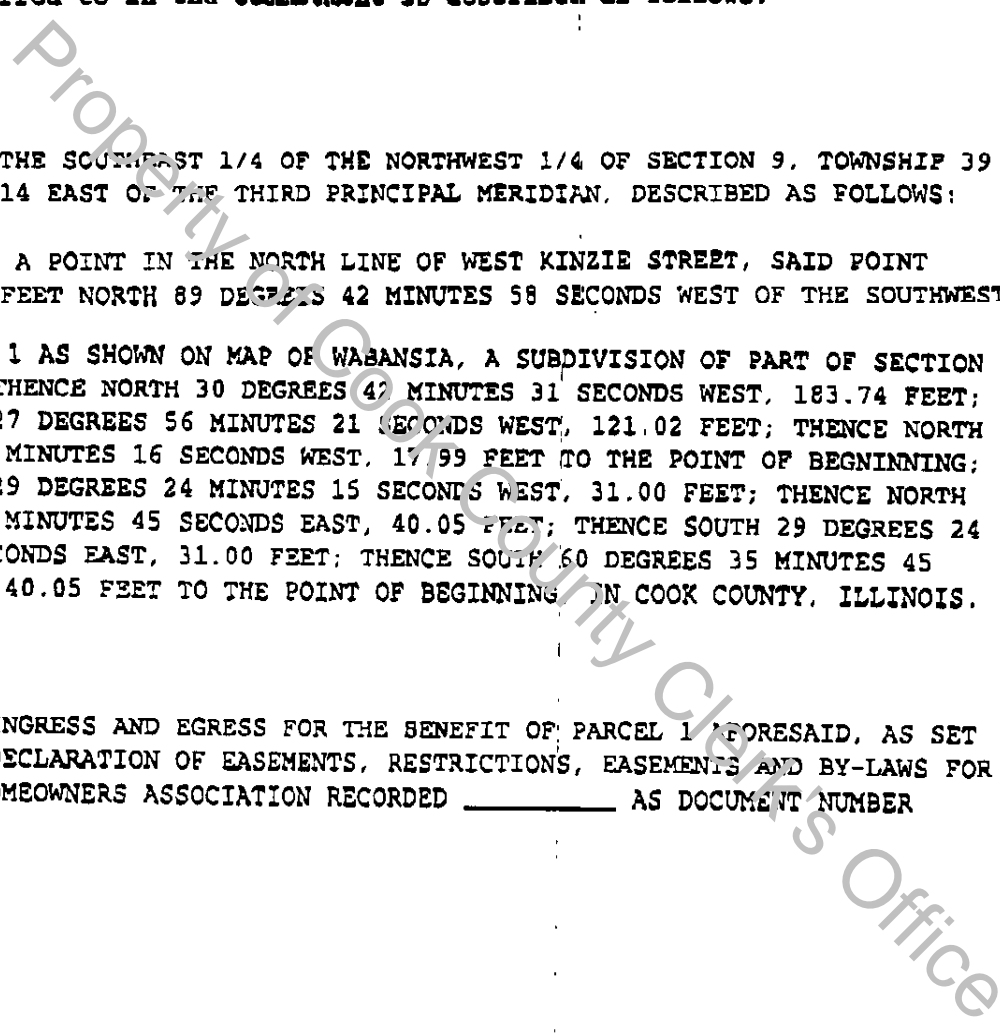 THE SOUTHEAST 1/4 OF THE NORTHWEST 1/4 OF SECTION 9, TOWNSHIP 39
14 EAST OF THE THIRD PRINCIPAL MERIDIAN, DESCRIBED AS FOLLOWS:
A POINT IN THE NORTH LINE OF WEST KINZIE STREET, SAID POINT
FEET NORTH 89 DEGREES 42 MINUTES 58 SECONDS WEST OF THE SOUTHWEST
1 AS SHOWN ON MAP OF WABANSIA, A SUBDIVISION OF PART OF SECTION
THENCE NORTH 30 DEGREES 42 MINUTES 31 SECONDS WEST, 183.74 FEET;
27 DEGREES 56 MINUTES 21 SECONDS WEST, 121.02 FEET; THENCE NORTH
MINUTES 16 SECONDS WEST, 17.99 FEET TO THE POINT OF BEGNINNING;
29 DEGREES 24 MINUTES 15 SECONDS WEST, 31.00 FEET; THENCE NORTH
MINUTES 45 SECONDS EAST, 40.05 FEET; THENCE SOUTH 29 DEGREES 24
CONDS EAST, 31.00 FEET; THENCE SOUTH 60 DEGREES 35 MINUTES 45
40.05 FEET TO THE POINT OF BEGINNING, IN COOK COUNTY, ILLINOIS.
INGRESS AND EGRESS FOR THE BENEFIT OF PARCEL 1 AFORESAID, AS SET
DECLARATION OF EASEMENTS, RESTRICTIONS, EASEMENTS AND BY-LAWS FOR
MEOWNERS ASSOCIATION RECORDED ________ AS DOCUMENT NUMBER
Property of Cook County Clerk's Office